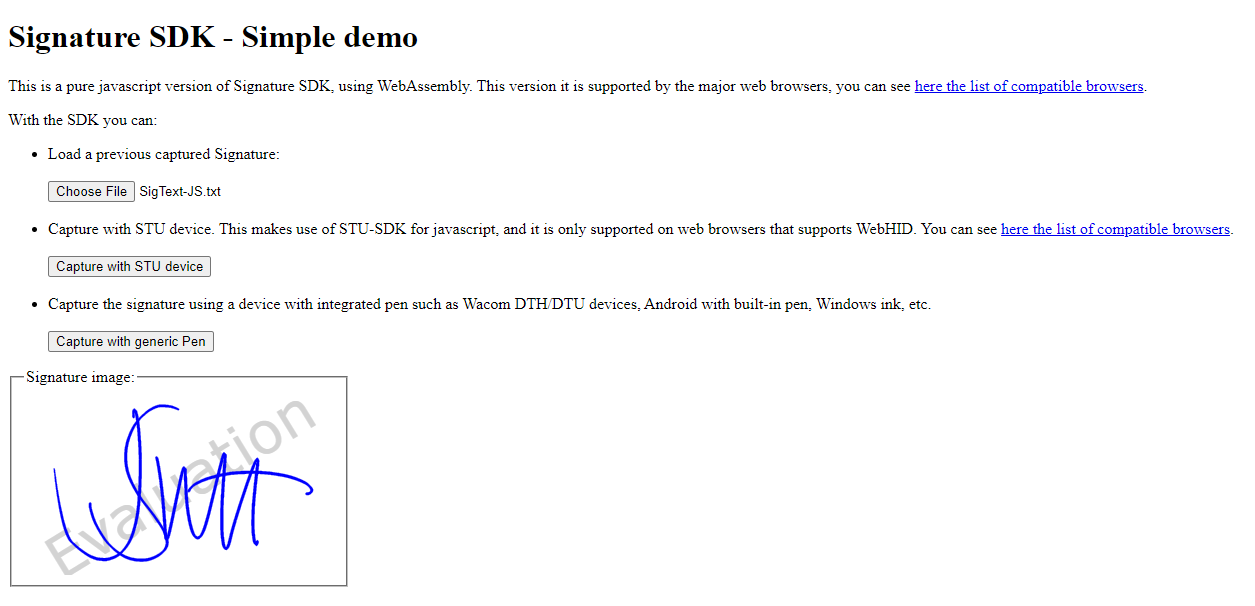 Signature SDK - Simple demo
This is a pure javascript version of Signature SDK, using WebAssembly. This version it is supported by the major web browsers, you can see here the list of compatible browsers.
With the SDK you can:
• Load a previous captured Signature:
Choose File SigText-JS.txt
• Capture with STU device. This makes use of STU-SDK for javascript, and it is only supported on web browsers that supports WebHID. You can see here the list of compatible browsers.
Capture with STU device
• Capture the signature using a device with integrated pen such as Wacom DTH/DTU devices, Android with built-in pen, Windows ink, etc.
Capture with generic Pen
Signature image:
Evaluation